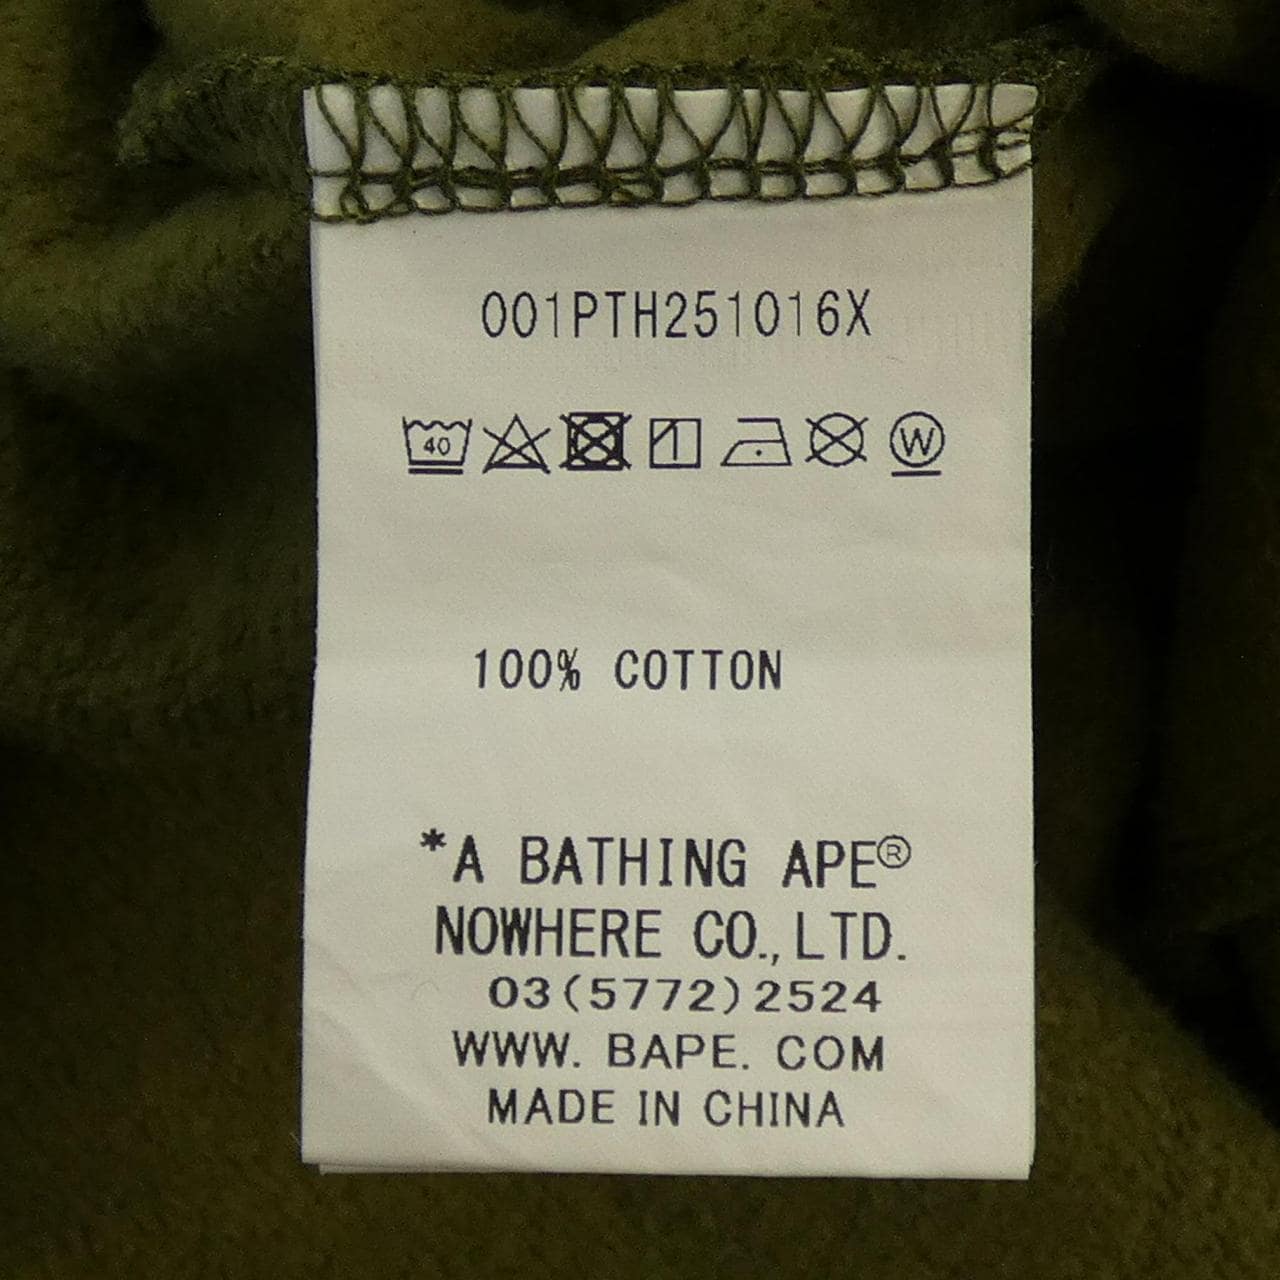 001PTH251016X
40 W
100% COTTON
*A BATHING APE®
NOWHERE CO.,LTD.
03(5772)2524
WWW. BAPE. COM
MADE IN CHINA